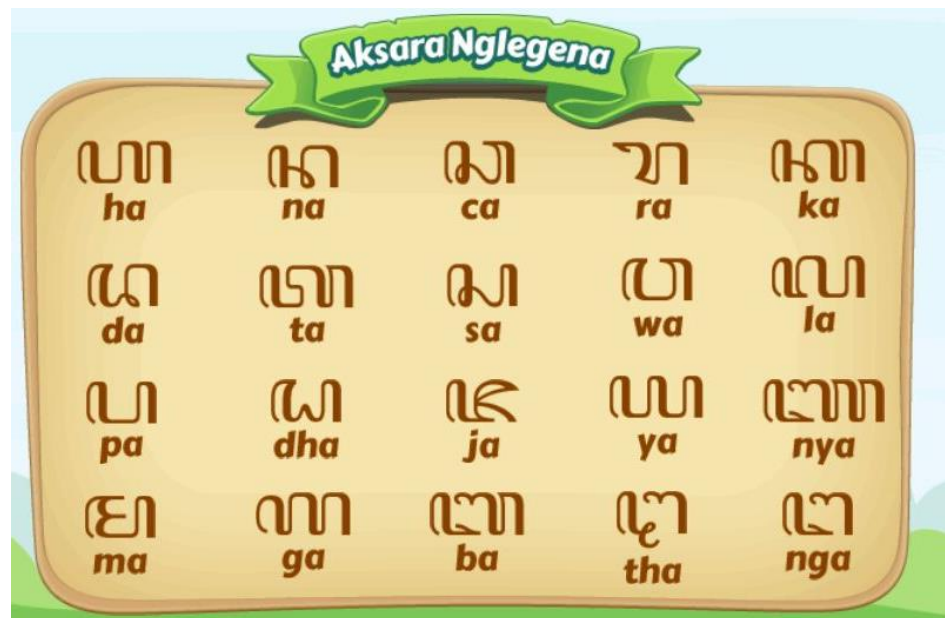 Aksara Nglegena
ꦲ ꦤ ꦕ ꦫ ꦏ
ha na ca ra ka
ꦢ ꦠ ꦱ ꦮ ꦭ
da ta sa wa la
ꦥ ꦝ ꦗ ꦪ ꦚ
pa dha ja ya nya
ꦩ ꦒ ꦧ ꦛ ꦔ
ma ga ba tha nga